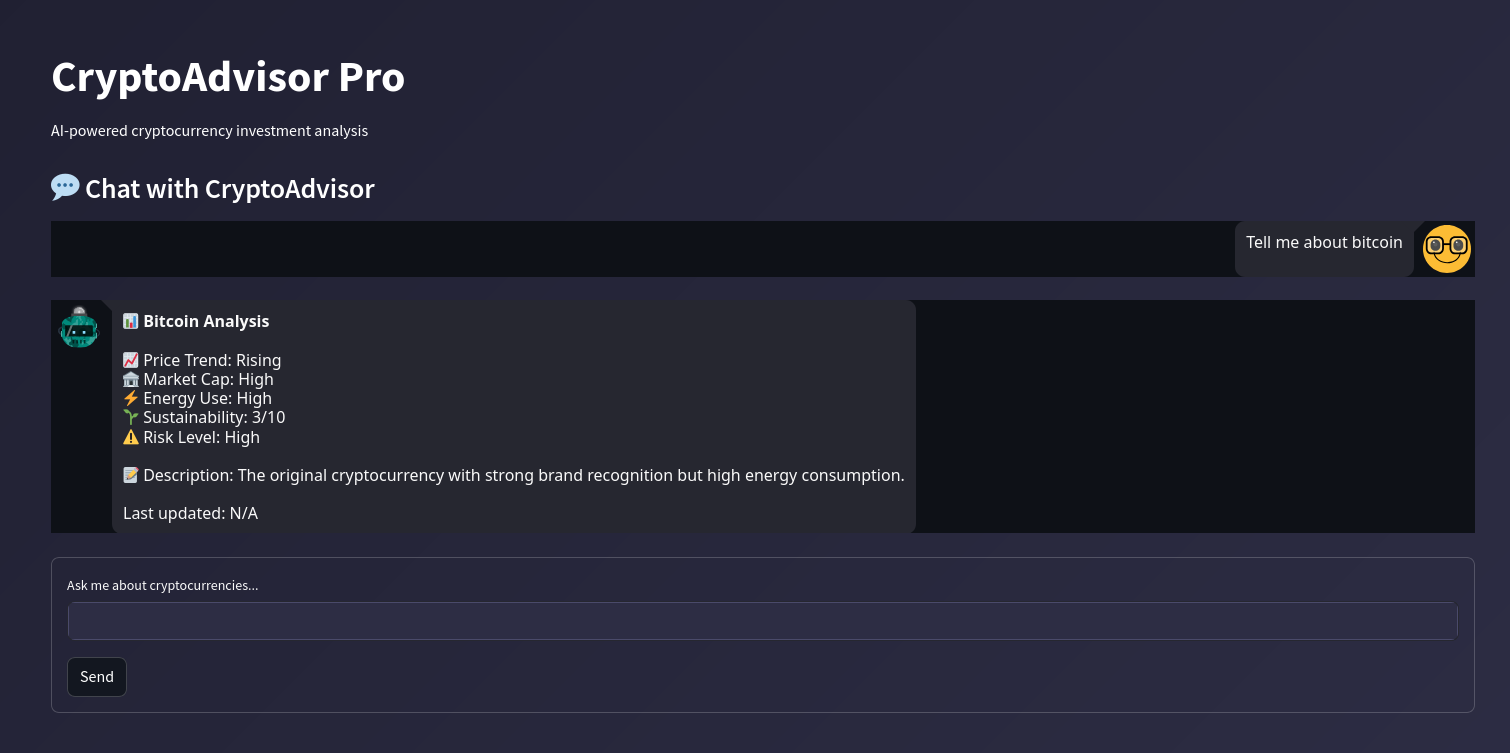 CryptoAdvisor Pro
AI-powered cryptocurrency investment analysis
💬 Chat with CryptoAdvisor
Tell me about bitcoin
📊 Bitcoin Analysis
📈 Price Trend: Rising
🏛️ Market Cap: High
⚡ Energy Use: High
🌱 Sustainability: 3/10
⚠️ Risk Level: High
📝 Description: The original cryptocurrency with strong brand recognition but high energy consumption.
Last updated: N/A
Ask me about cryptocurrencies...
Send